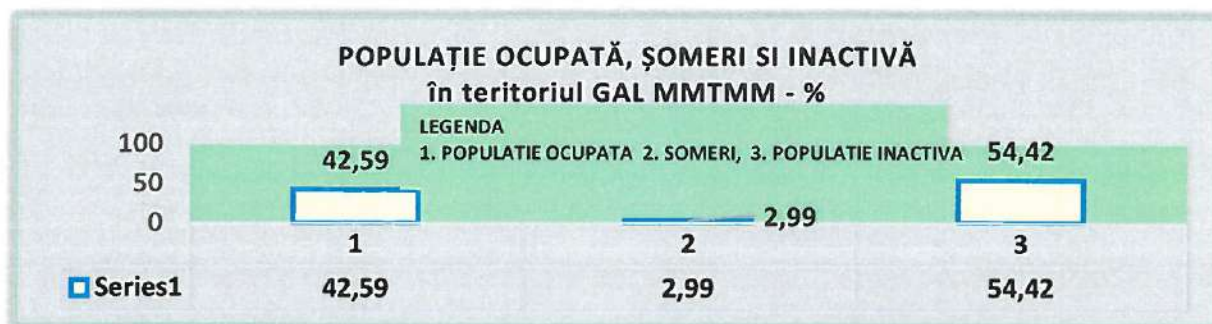 POPULAȚIE OCUPATĂ, ȘOMERI SI INACTIVĂ
în teritoriul GAL MMTMM - %
LEGENDA
1. POPULATIE OCUPATA 2. SOMERI, 3. POPULATIE INACTIVA
100
50
0
42,59
2,99
54,42
1 2 3
Series1 42,59 2,99 54,42